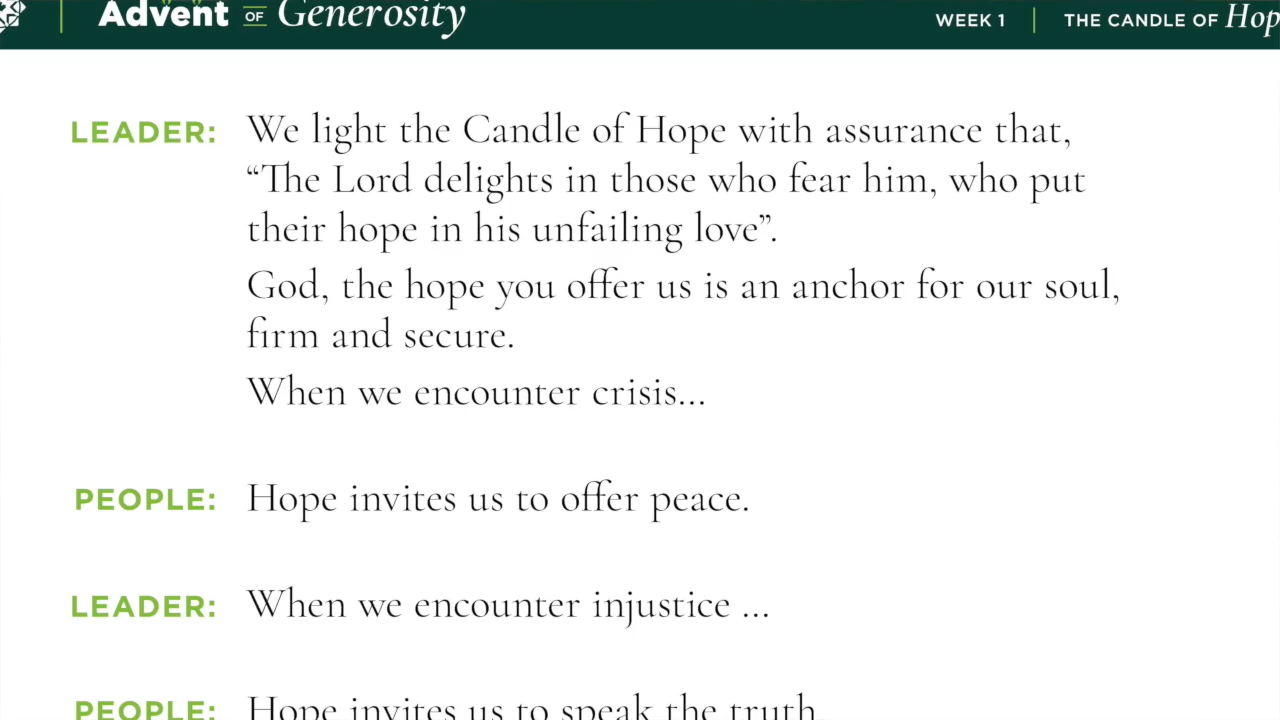 Advent OF Generosity WEEK 1 THE CANDLE OF
LEADER: We light the Candle of Hope with assurance that,
“The Lord delights in those who fear him, who put
their hope in his unfailing love”.
God, the hope you offer us is an anchor for our soul,
firm and secure.
When we encounter crisis...
PEOPLE: Hope invites us to offer peace.
LEADER: When we encounter injustice ...
PEOPLE: Hope invites us to speak the truth.